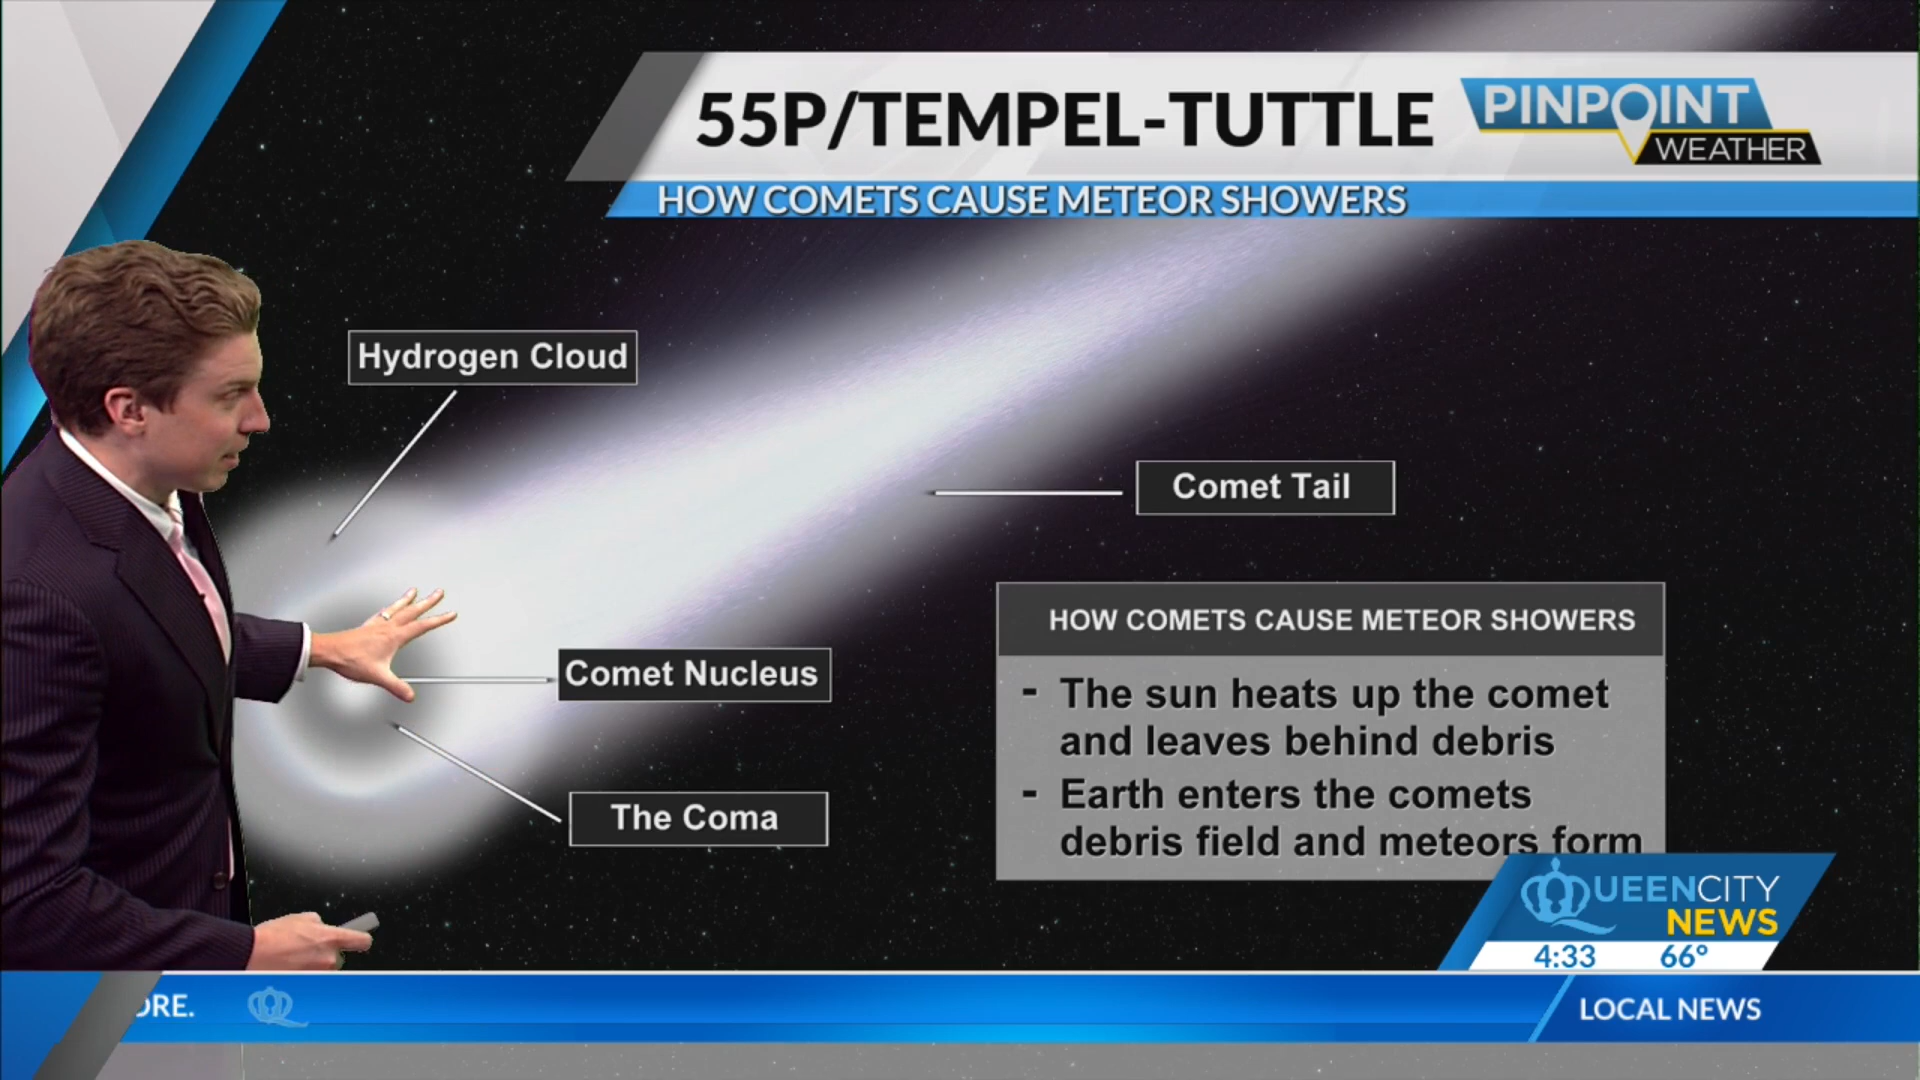 55P/TEMPEL-TUTTLE
PINPOINT
WEATHER
HOW COMETS CAUSE METEOR SHOWERS
Hydrogen Cloud
Comet Tail
Comet Nucleus
The Coma
HOW COMETS CAUSE METEOR SHOWERS
- The sun heats up the comet
and leaves behind debris
- Earth enters the comets
debris field and meteors form
QUEENCITY
NEWS
4:33 66°
ORE.
LOCAL NEWS